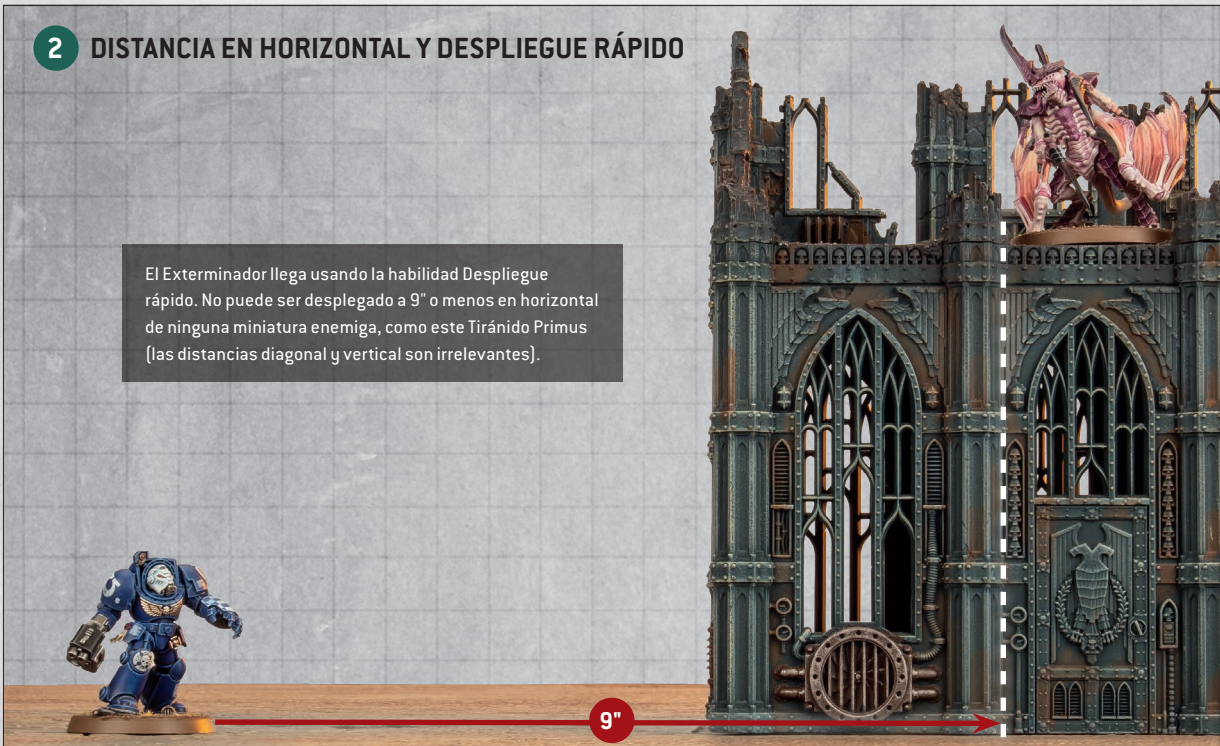 2 DISTANCIA EN HORIZONTAL Y DESPLIEGUE RÁPIDO
El Exterminador llega usando la habilidad Despliegue
rápido. No puede ser desplegado a 9" o menos en horizontal
de ninguna miniatura enemiga, como este Tiránido Primus
(las distancias diagonal y vertical son irrelevantes).
9"